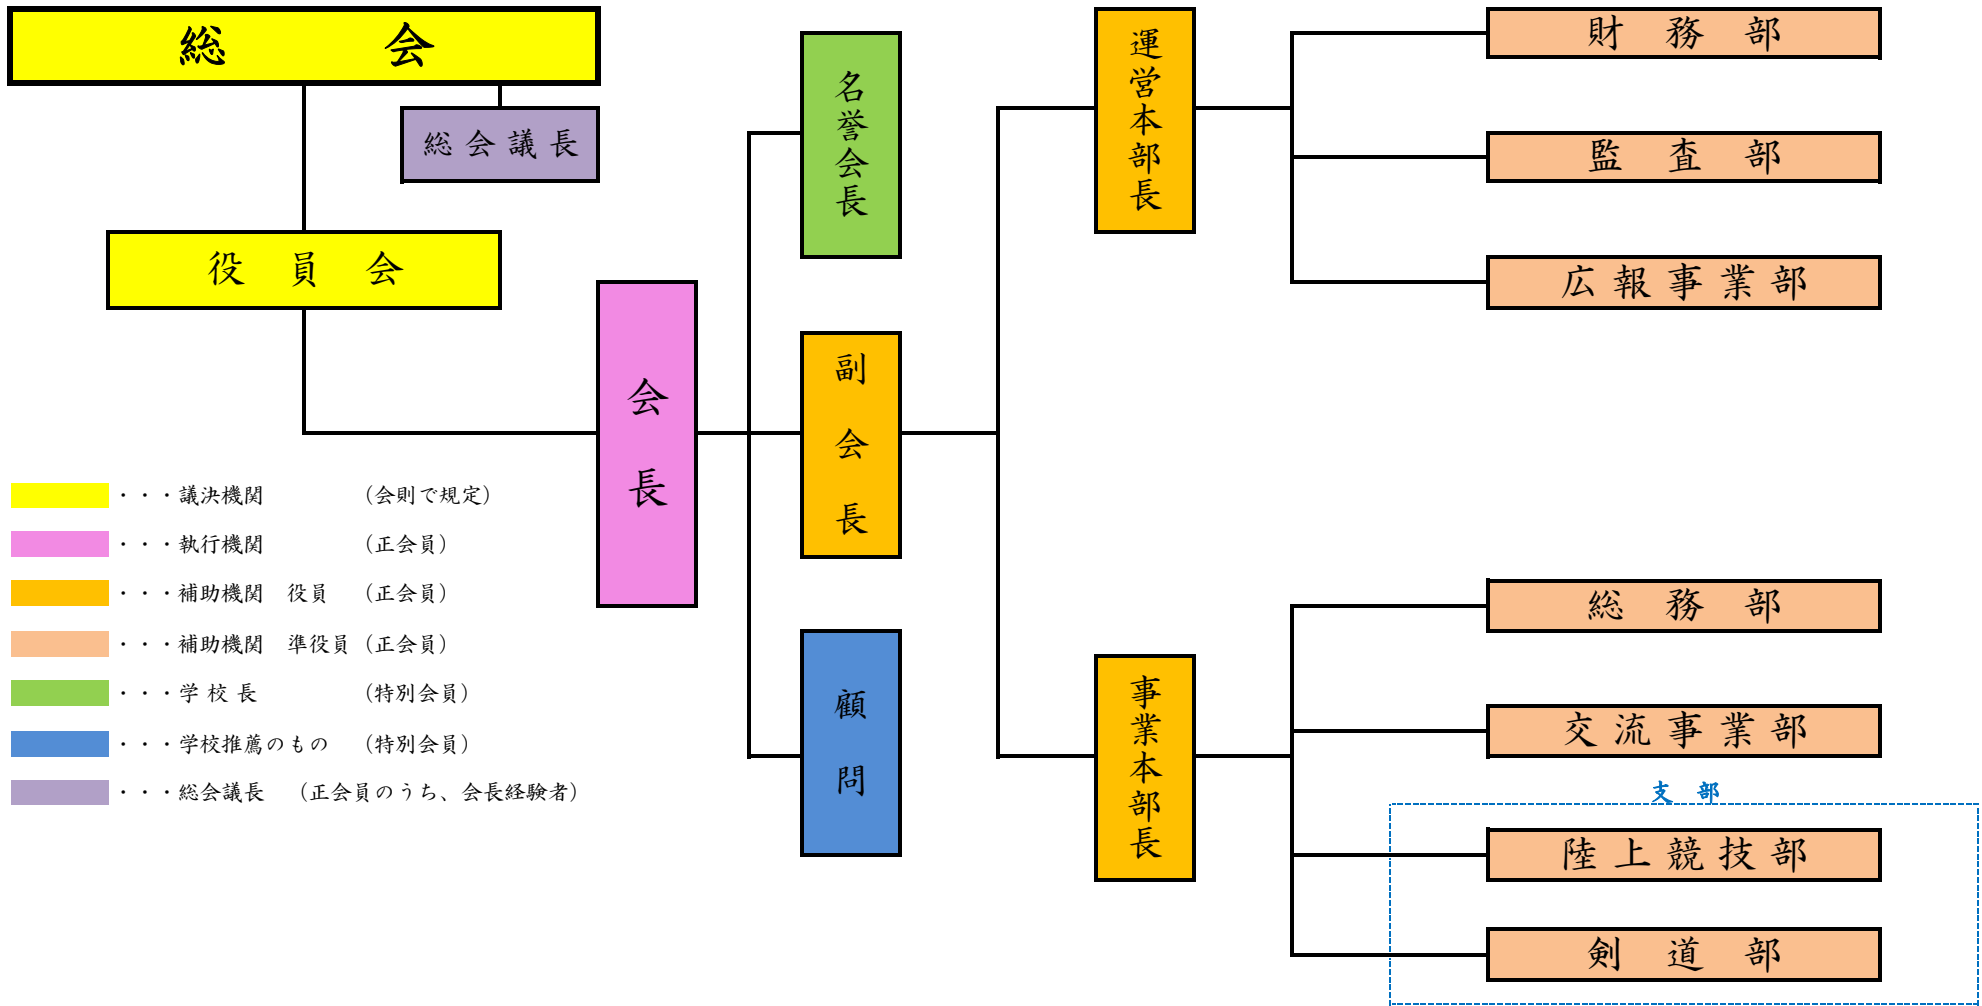 総 会
総会議長
役 員 会
会長
名誉会長
副会長
顧問
運営本部長
事業本部長
財 務 部
監 査 部
広報事業部
総 務 部
交流事業部
支 部
陸上競技部
剣 道 部
・・・議決機関 (会則で規定)
・・・執行機関 (正会員)
・・・補助機関 役員 (正会員)
・・・補助機関 準役員 (正会員)
・・・学 校 長 (特別会員)
・・・学校推薦のもの (特別会員)
・・・総会議長 (正会員のうち、会長経験者)